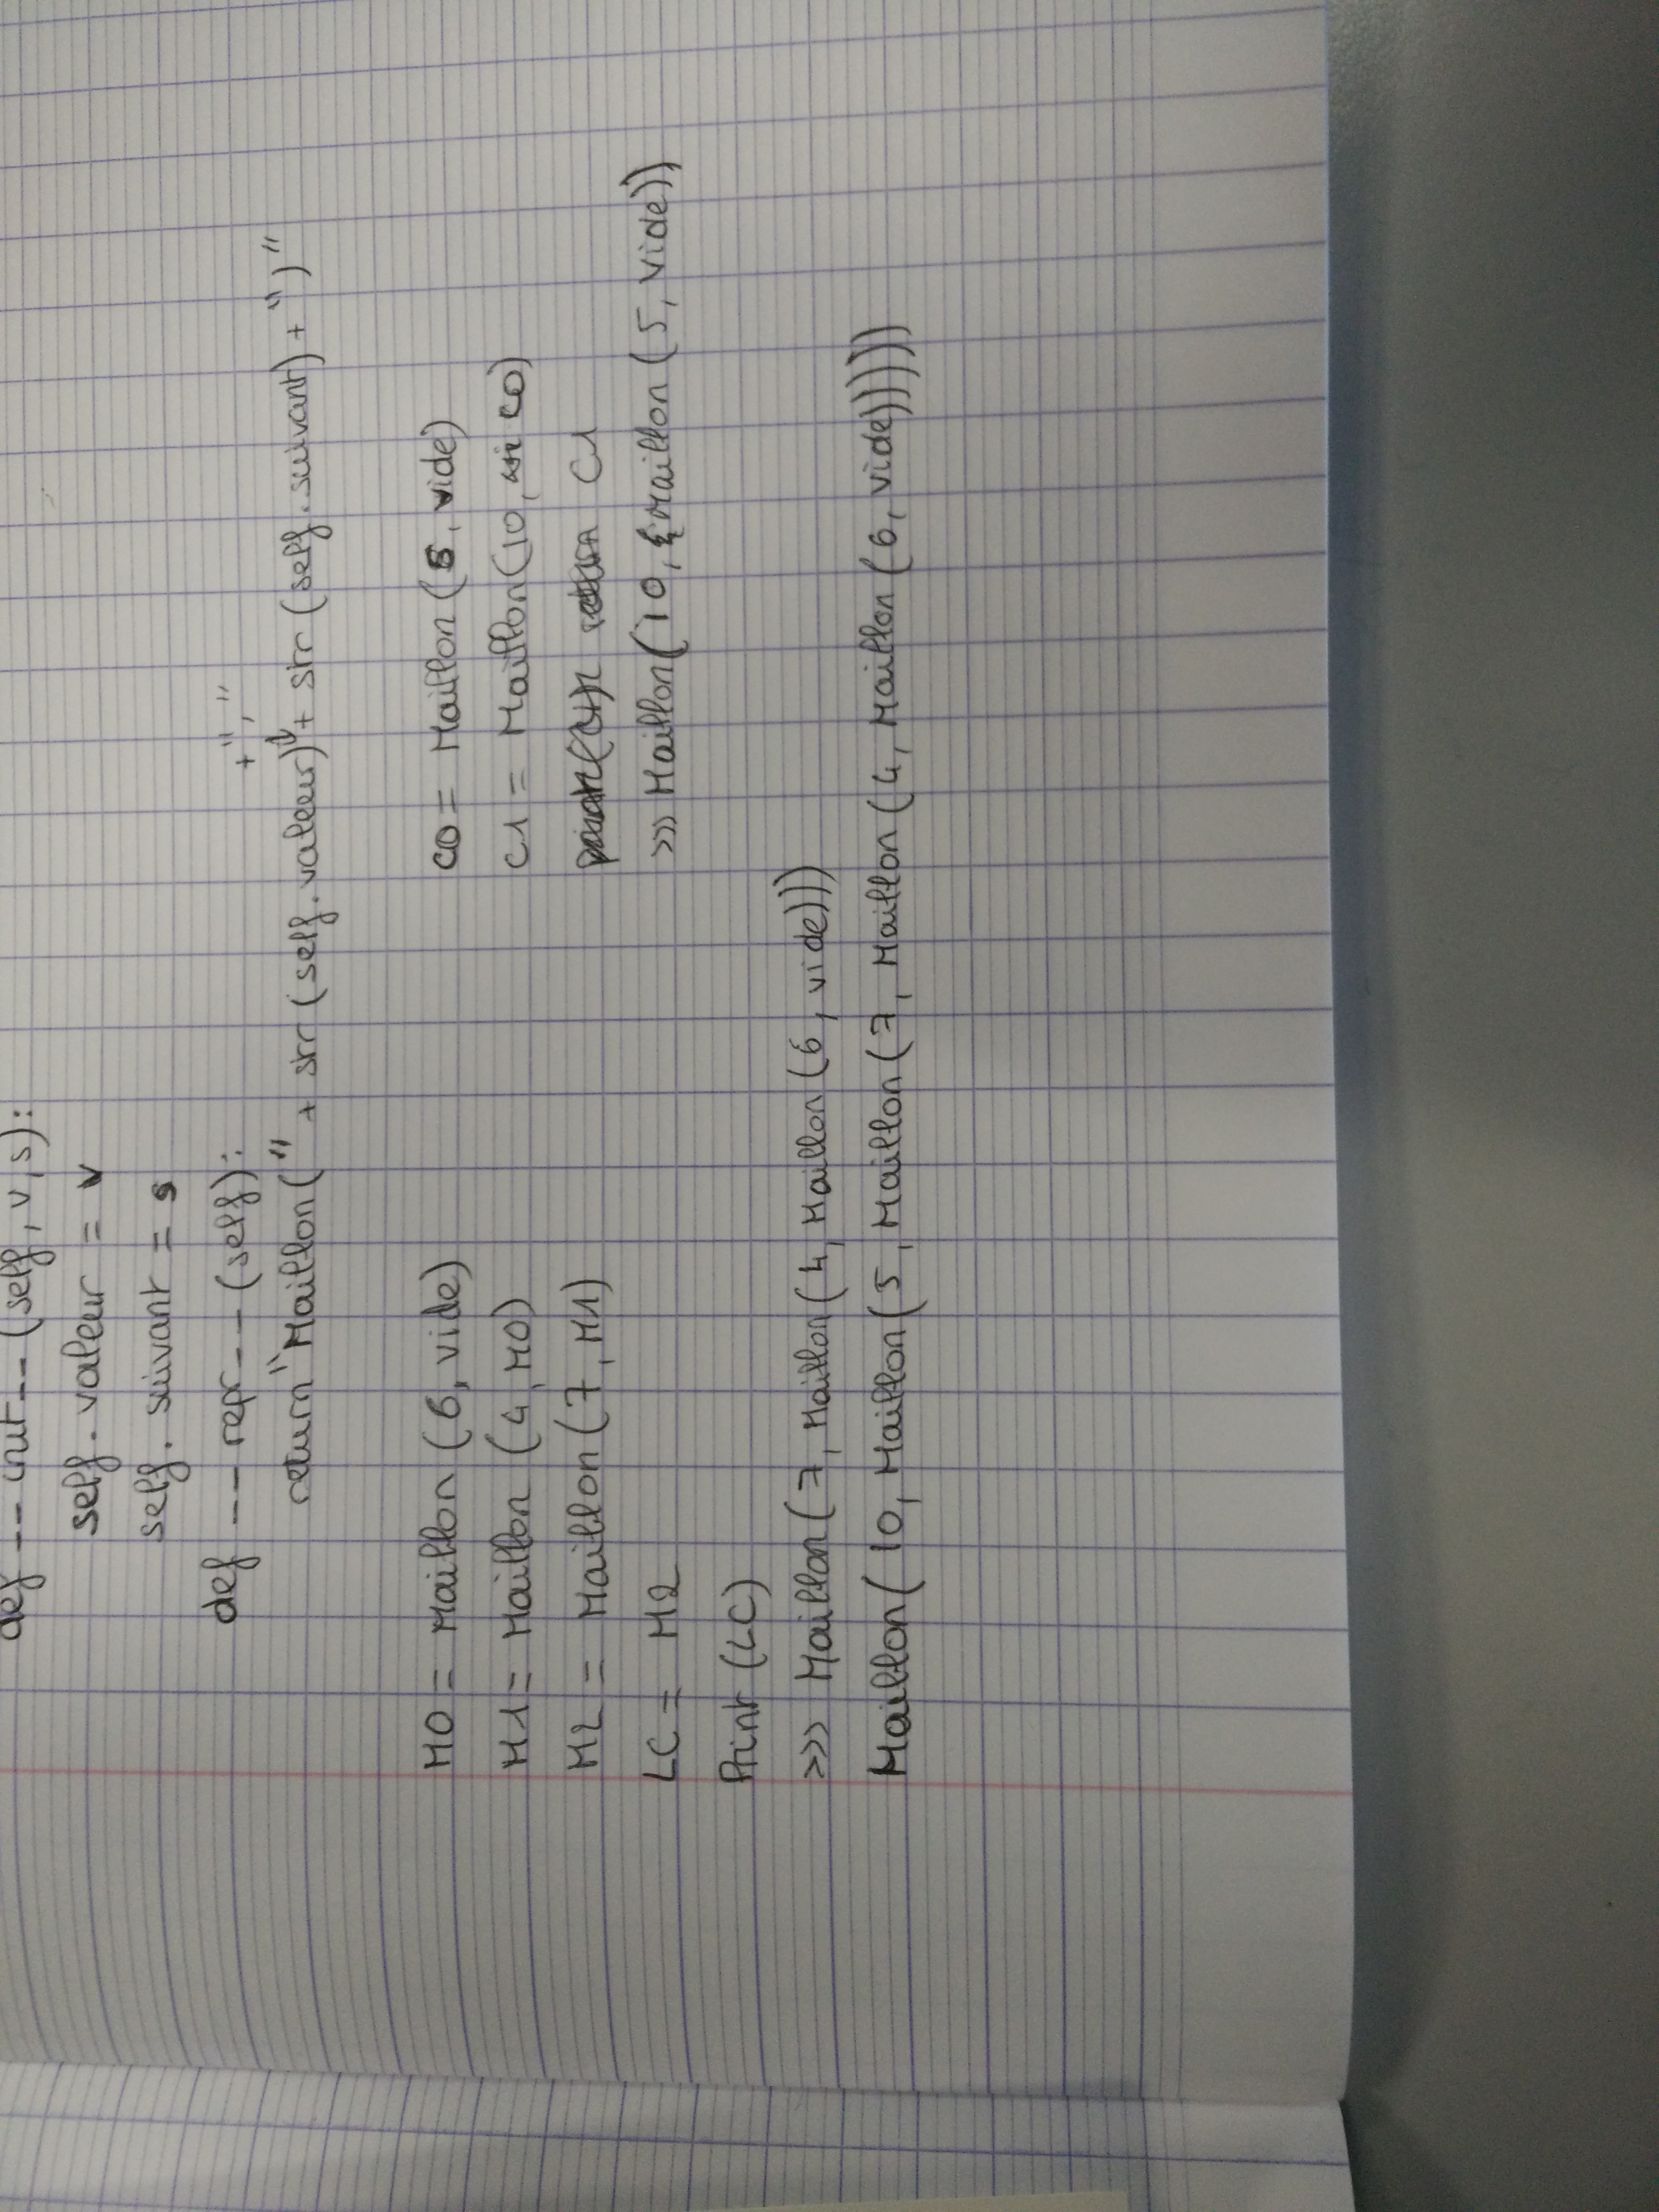 def -- init -- (self, v, s):
self.valeur = v
self.suivant = s
def --- repr -- (self):
+ ","
return "Maillon(" + str(self.valeur) + str(self.suivant) + ")"
M0 = Maillon (6, vide)
M1 = Maillon (4, M0)
M2 = Maillon (7, M1)
LC = M2
Print (LC)
>>> Maillon(7, Maillon(4, Maillon(6, vide)))
C0 = Maillon (5, vide)
C1 = Maillon(10, C0)
C1
>>> Maillon(10, Maillon(5, vide))
Maillon(10, Maillon(5, Maillon(7, Maillon(4, Maillon(6, vide)))))